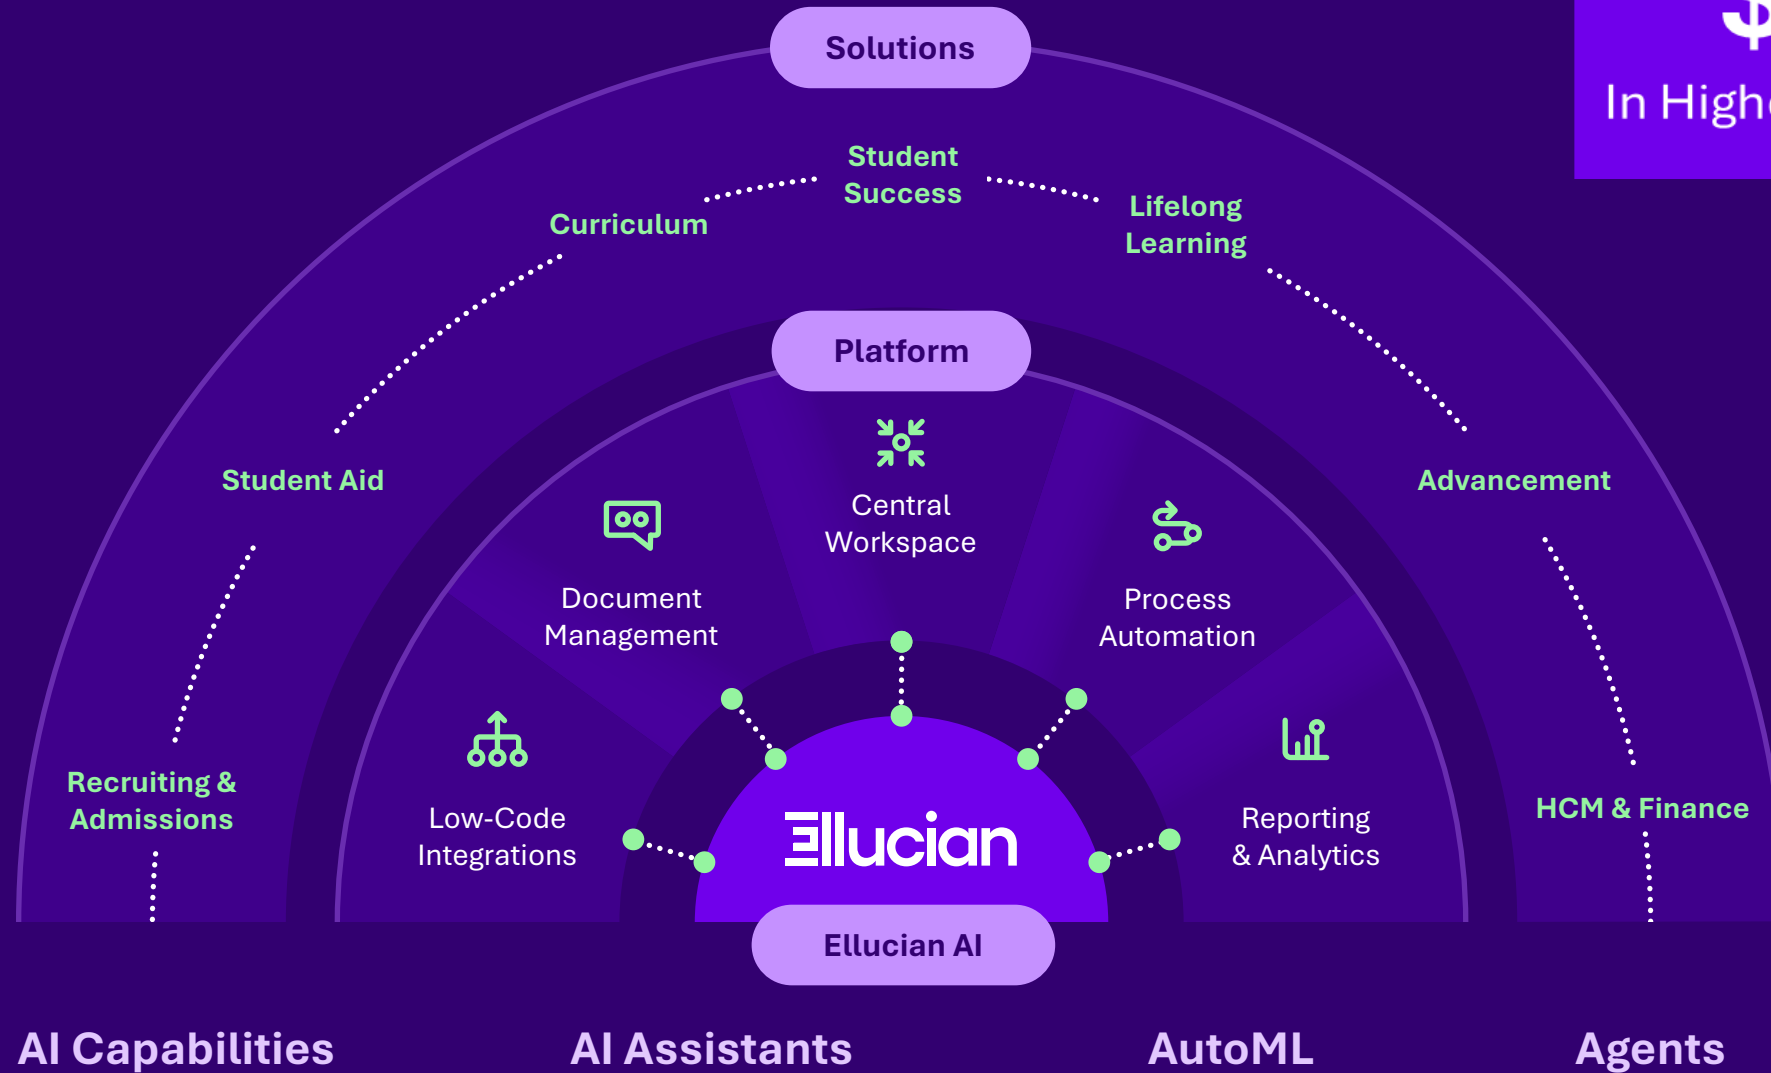 Solutions
$
In High
Student
Success
Curriculum
Lifelong
Learning
Platform
Student Aid
Advancement
Central
Workspace
Document
Management
Process
Automation
Recruiting &
Admissions
HCM & Finance
Low-Code
Integrations
Reporting
& Analytics
Ellucian
Ellucian AI
AI Capabilities
AI Assistants
AutoML
Agents